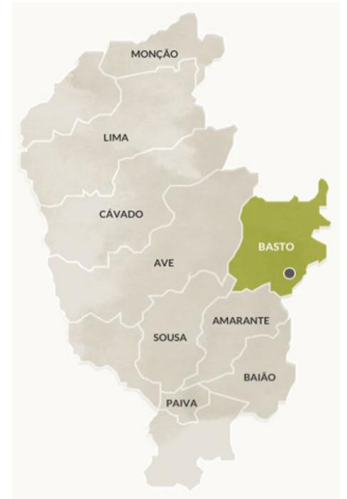 MONÇÃO
LIMA
CÁVADO
BASTO
AVE
AMARANTE
SOUSA
BAIÃO
PAIVA